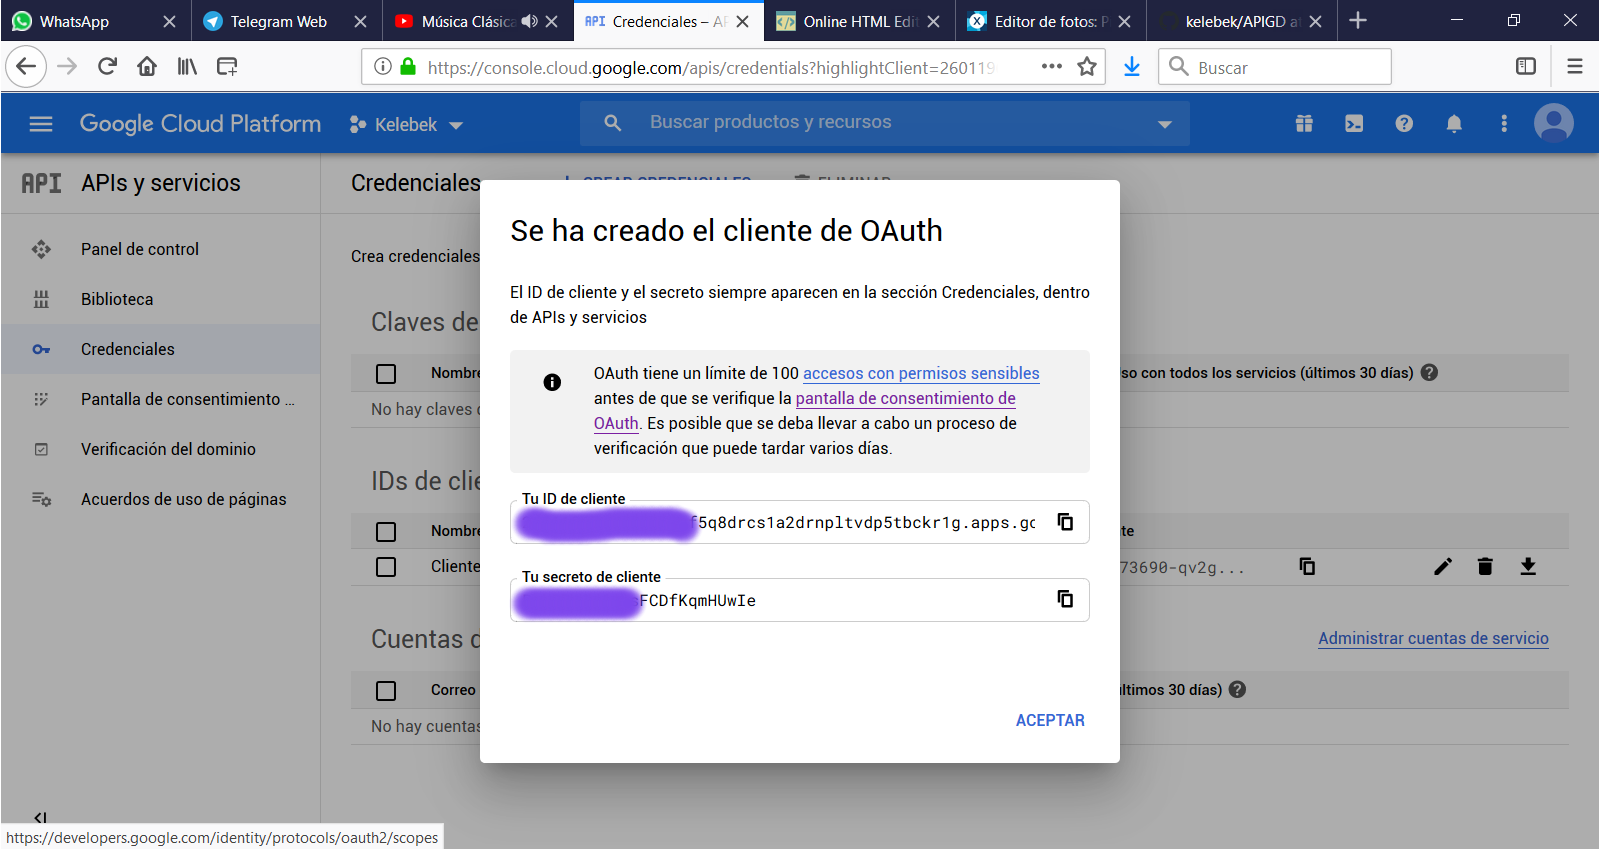 WhatsApp
Telegram Web
Música Clásica
API Credenciales – AP
Online HTML Edit
Editor de fotos: P
kelebek/APIGD at
https://console.cloud.google.com/apis/credentials?highlightClient=260119
Buscar
Google Cloud Platform
Kelebek
Buscar productos y recursos
API APIs y servicios
Credenciales
CREAR CREDENCIALES
ELIMINAR
Panel de control
Biblioteca
Credenciales
Pantalla de consentimiento ...
Verificación del dominio
Acuerdos de uso de páginas
Crea credenciales
Claves de
Nombre
Uso con todos los servicios (últimos 30 días)
No hay claves
IDs de clie
Nombre
te
Cliente
73690-qv2g...
Cuentas d
Administrar cuentas de servicio
Correo
últimos 30 días)
No hay cuentas
Se ha creado el cliente de OAuth
El ID de cliente y el secreto siempre aparecen en la sección Credenciales, dentro
de APIs y servicios
OAuth tiene un límite de 100 accesos con permisos sensibles
antes de que se verifique la pantalla de consentimiento de
OAuth. Es posible que se deba llevar a cabo un proceso de
verificación que puede tardar varios días.
Tu ID de cliente
f5q8drcs1a2drnpltvdp5tbckr1g.apps.gc
Tu secreto de cliente
FCDfKqmHUwIe
ACEPTAR
https://developers.google.com/identity/protocols/oauth2/scopes